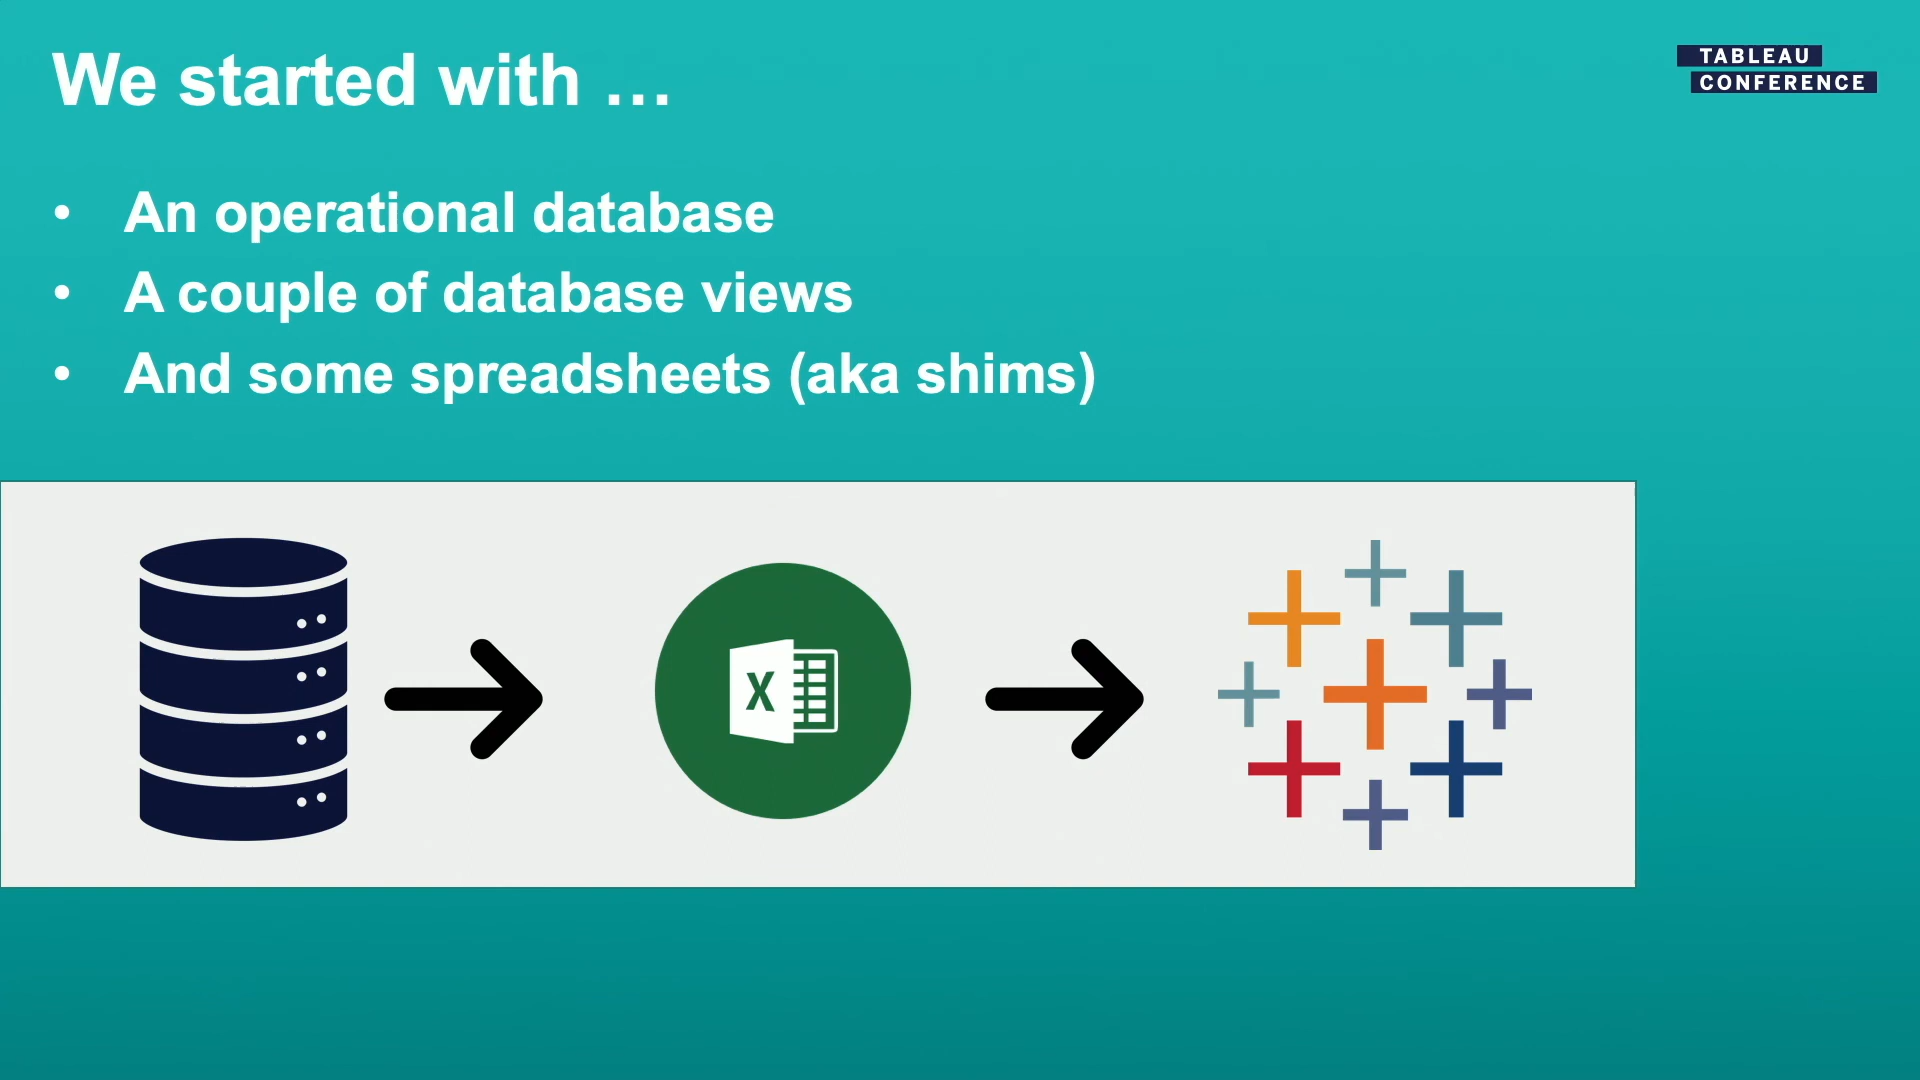 We started with …
TABLEAU
CONFERENCE
• An operational database
• A couple of database views
• And some spreadsheets (aka shims)
X